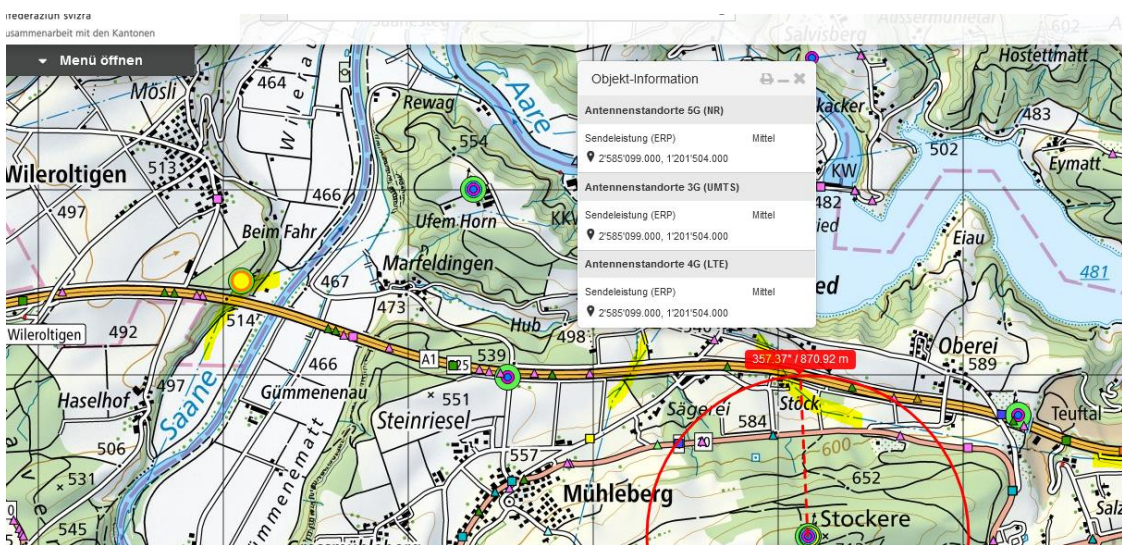 usammenarbeit mit den Kantonen
Menü öffnen
Salvisberg
602
Hostettmatt
Objekt-Information
Antennenstandorte 5G (NR)
Sendeleistung (ERP) Mittel
2'585'099.000, 1'201'504.000
Antennenstandorte 3G (UMTS)
Sendeleistung (ERP) Mittel
2'585'099.000, 1'201'504.000
Antennenstandorte 4G (LTE)
Sendeleistung (ERP) Mittel
2'585'099.000, 1'201'504.000
Mösli
464
Rewag
Aare
483
502
554
Eymatt
KW
Wileroltigen
513
466
482
497
Ufem Horn
Beim Fahr
Eiau
Marfeldingen
467
481
473
514
Wileroltigen
492
Hub
498
A1
539
357.37° / 870.92 m
Oberei
589
466
497
Haselhof
Saane
Gümmenenau
551
Steinriesel
Sägerei
584
Stock
Teuftal
506
557
600
531
652
Mühleberg
Stockere
545